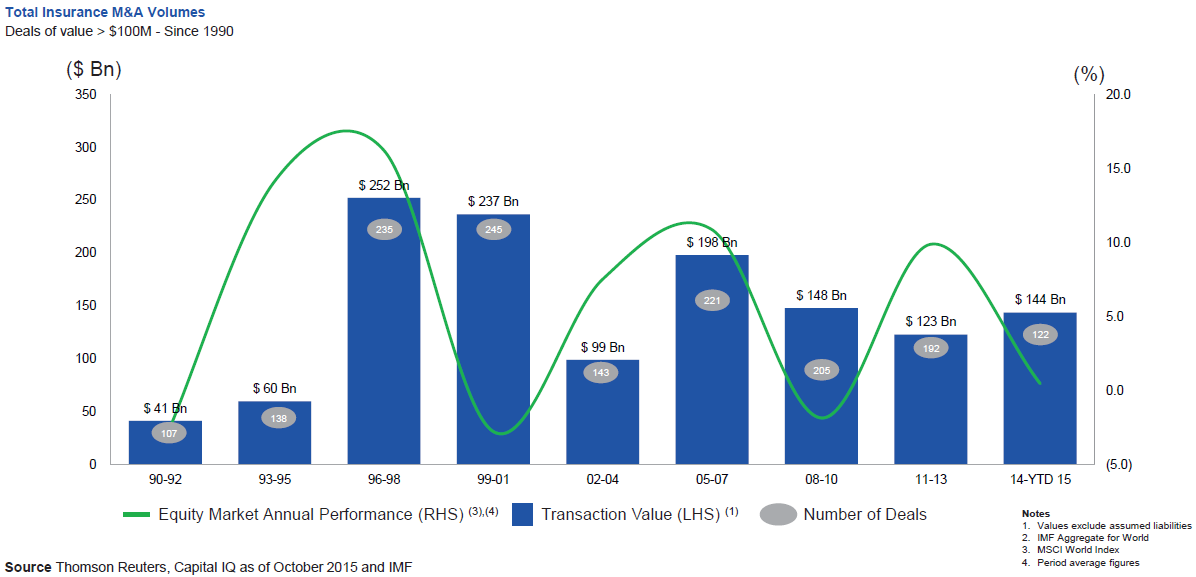 Total Insurance M&A Volumes
Deals of value > $100M - Since 1990
($ Bn)
(%)
350
300
250
200
150
100
50
0
20.0
15.0
10.0
5.0
0.0
(5.0)
$ 41 Bn
$ 60 Bn
$ 252 Bn
$ 237 Bn
$ 99 Bn
$ 198 Bn
$ 148 Bn
$ 123 Bn
$ 144 Bn
107
138
235
245
143
221
205
192
122
90-92
93-95
96-98
99-01
02-04
05-07
08-10
11-13
14-YTD 15
Equity Market Annual Performance (RHS) (3),(4)
Transaction Value (LHS) (1)
Number of Deals
Notes
1. Values exclude assumed liabilities
2. IMF Aggregate for World
3. MSCI World Index
4. Period average figures
Source Thomson Reuters, Capital IQ as of October 2015 and IMF